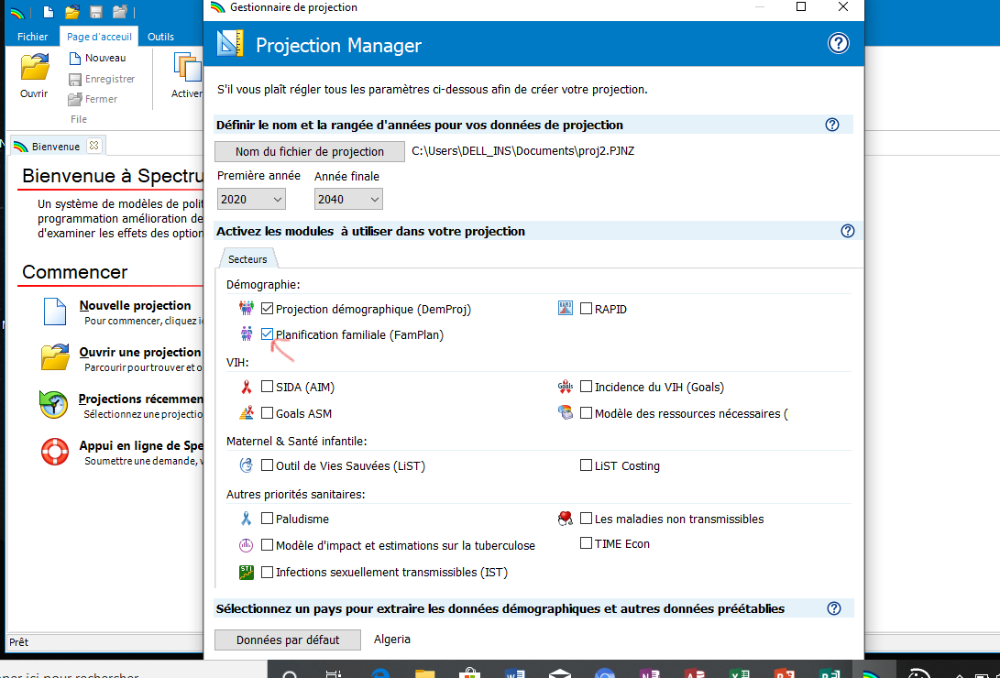 Gestionnaire de projection
Fichier
Page d'acceuil
Outils
Ouvrir
Nouveau
Enregistrer
Fermer
Activer
File
Projection Manager
S'il vous plaît régler tous les paramètres ci-dessous afin de créer votre projection.
Définir le nom et la rangée d'années pour vos données de projection
Nom du fichier de projection
C:\Users\DELL_INS\Documents\proj2.PJNZ
Première année
Année finale
2020
2040
Activez les modules à utiliser dans votre projection
Secteurs
Démographie:
Projection démographique (DemProj)
RAPID
Planification familiale (FamPlan)
VIH:
SIDA (AIM)
Goals
Incidence du VIH (Goals)
Goals ASM
Modèle des ressources nécessaires (
Maternel & Santé infantile:
Outil de Vies Sauvées (LiST)
LiST Costing
Autres priorités sanitaires:
Paludisme
Les maladies non transmissibles
Modèle d'impact et estimations sur la tuberculose
TIME Econ
STI
Infections sexuellement transmissibles (IST)
Sélectionnez un pays pour extraire les données démographiques et autres données préétablies
Données par défaut
Algeria
Bienvenue
Bienvenue à Spectru
Un système de modèles de polit
programmation amélioration de
d'examiner les effets des option
Commencer
Nouvelle projection
Pour commencer, cliquez i
Ouvrir une projection
Parcourir pour trouver et o
Projections récemmen
Sélectionnez une projectio
Appui en ligne de Spe
Soumettre une demande, v
Prêt
per ici pour rechercher